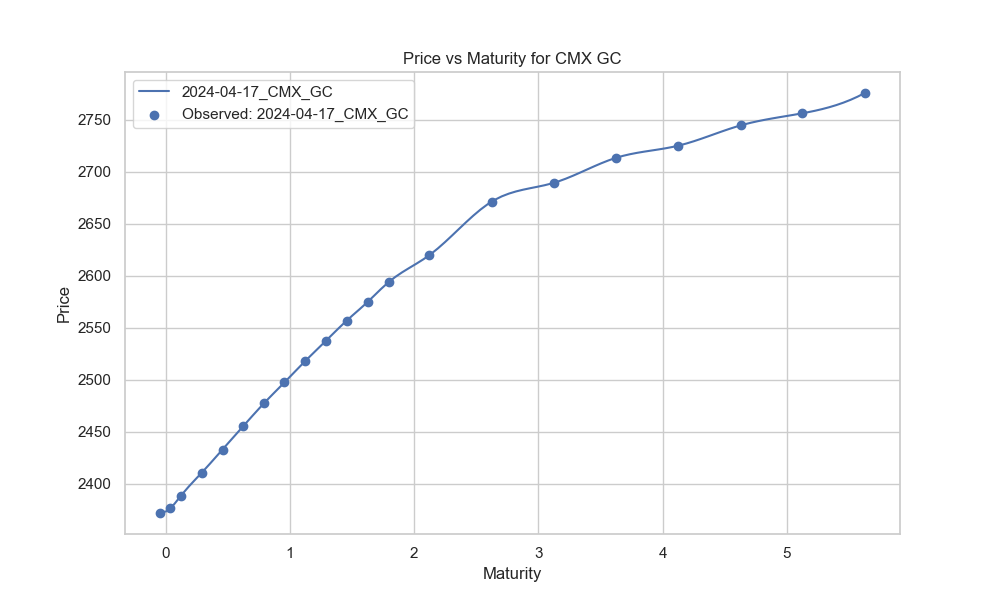 Price vs Maturity for CMX GC
2024-04-17_CMX_GC
Observed: 2024-04-17_CMX_GC
2750
2700
2650
2600
2550
2500
2450
2400
Price
0 1 2 3 4 5
Maturity